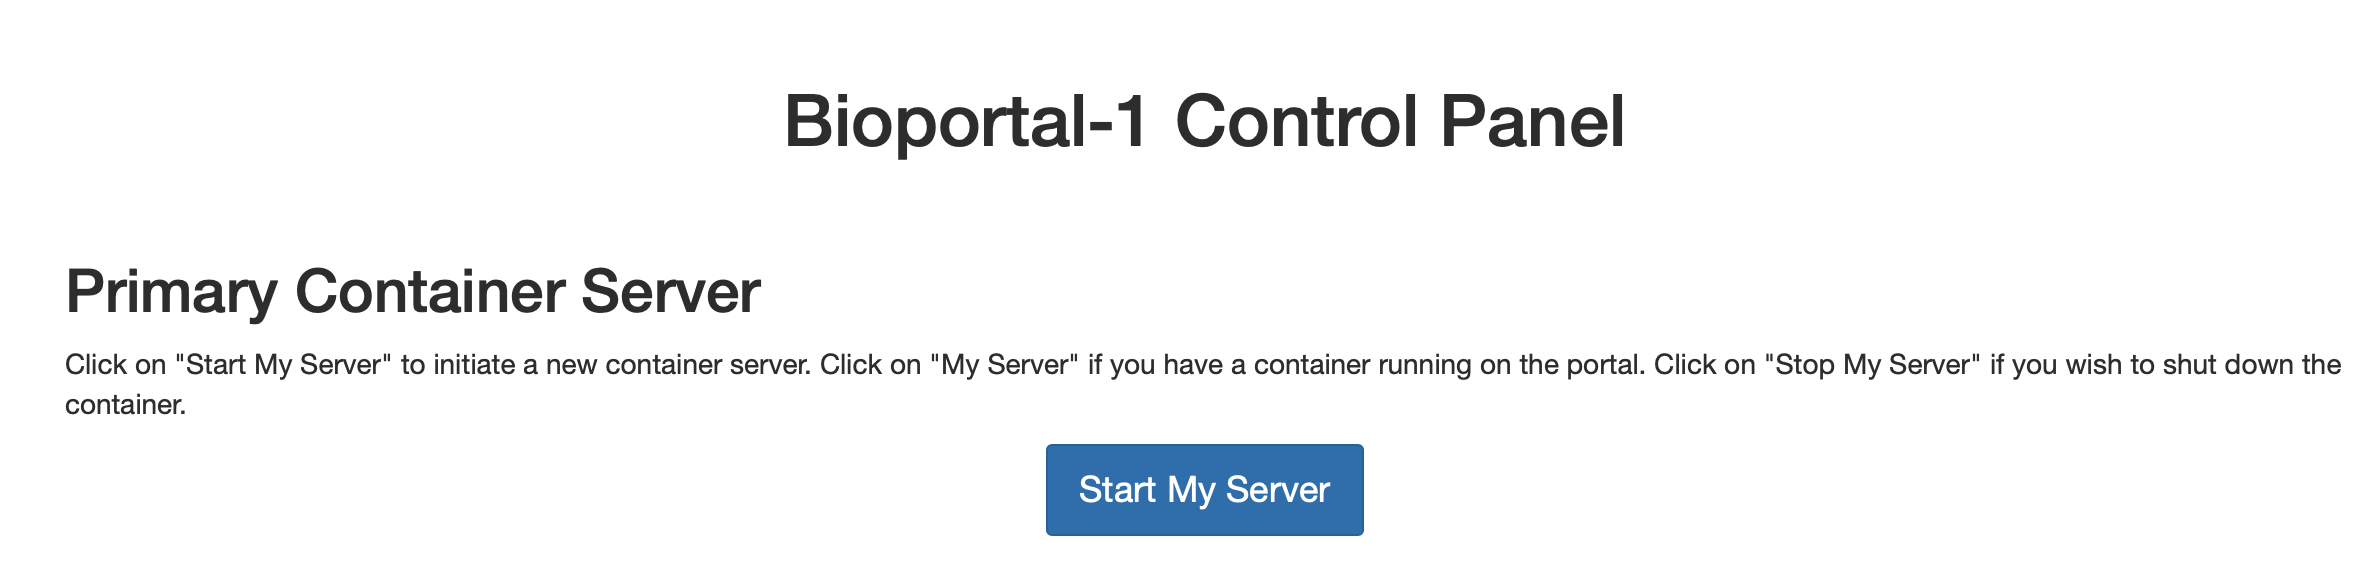 Bioportal-1 Control Panel
Primary Container Server
Click on "Start My Server" to initiate a new container server. Click on "My Server" if you have a container running on the portal. Click on "Stop My Server" if you wish to shut down the
container.
Start My Server